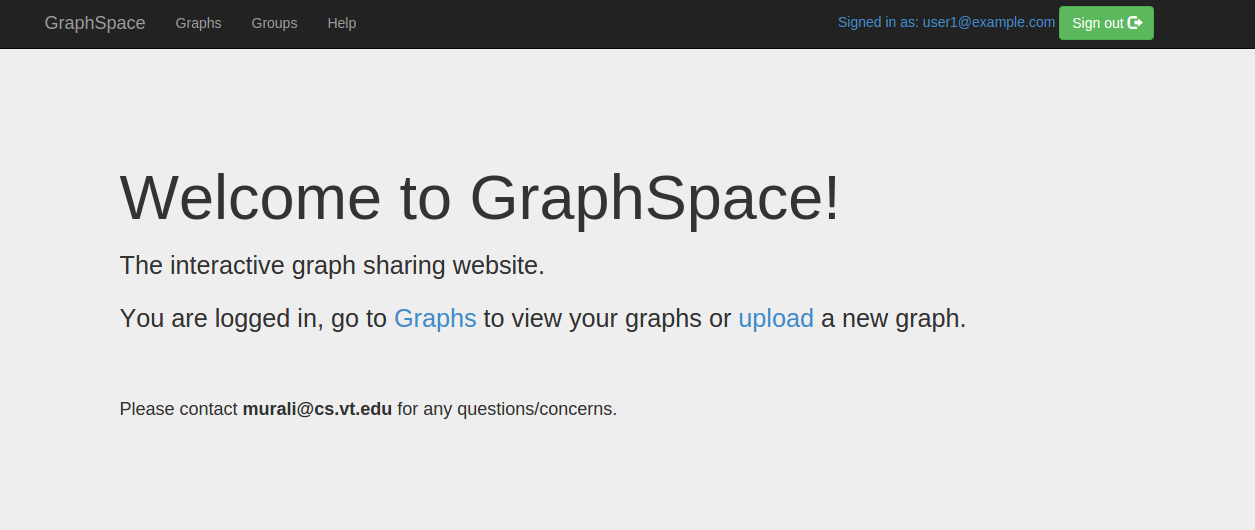 GraphSpace Graphs Groups Help Signed in as: user1@example.com Sign out
Welcome to GraphSpace!
The interactive graph sharing website.
You are logged in, go to Graphs to view your graphs or upload a new graph.
Please contact murali@cs.vt.edu for any questions/concerns.